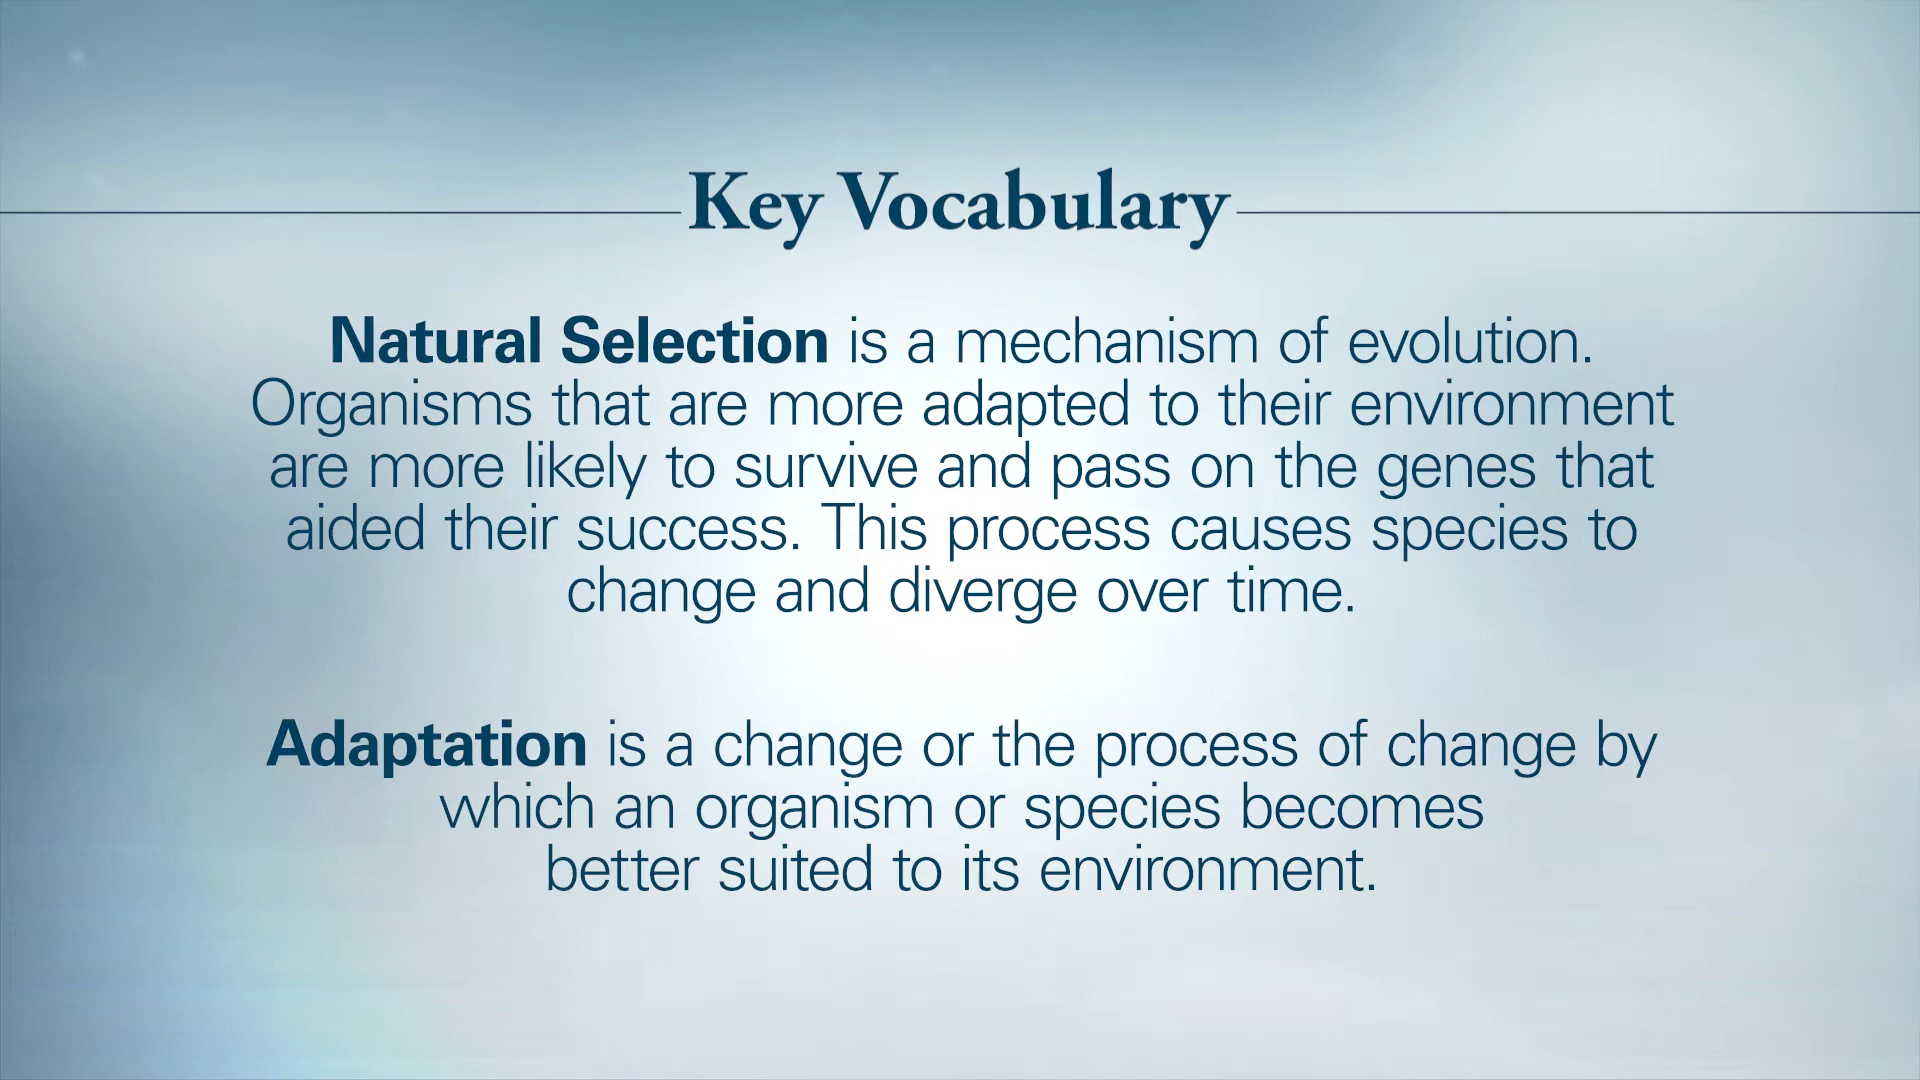 Key Vocabulary
Natural Selection is a mechanism of evolution.
Organisms that are more adapted to their environment
are more likely to survive and pass on the genes that
aided their success. This process causes species to
change and diverge over time.
Adaptation is a change or the process of change by
which an organism or species becomes
better suited to its environment.